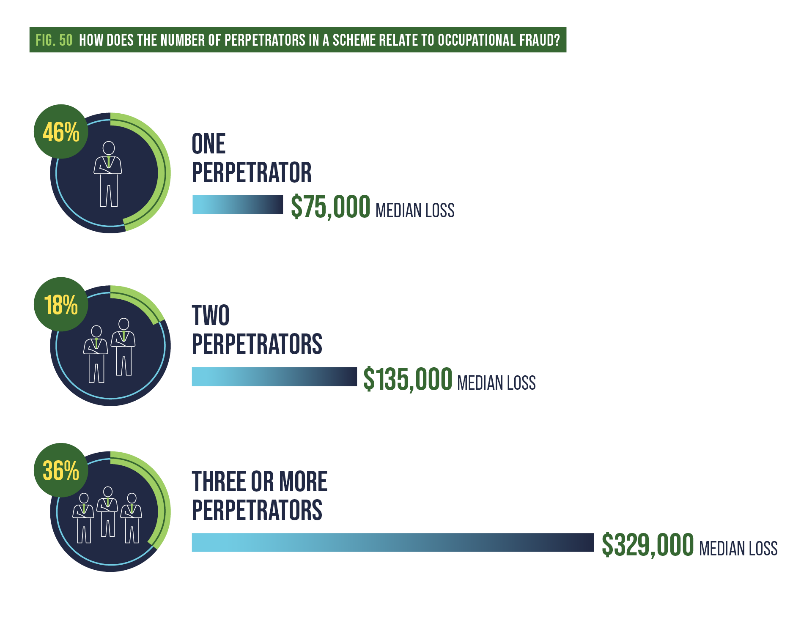 FIG. 50 HOW DOES THE NUMBER OF PERPETRATORS IN A SCHEME RELATE TO OCCUPATIONAL FRAUD?
46%
ONE
PERPETRATOR
$75,000 MEDIAN LOSS
18%
TWO
PERPETRATORS
$135,000 MEDIAN LOSS
36%
THREE OR MORE
PERPETRATORS
$329,000 MEDIAN LOSS